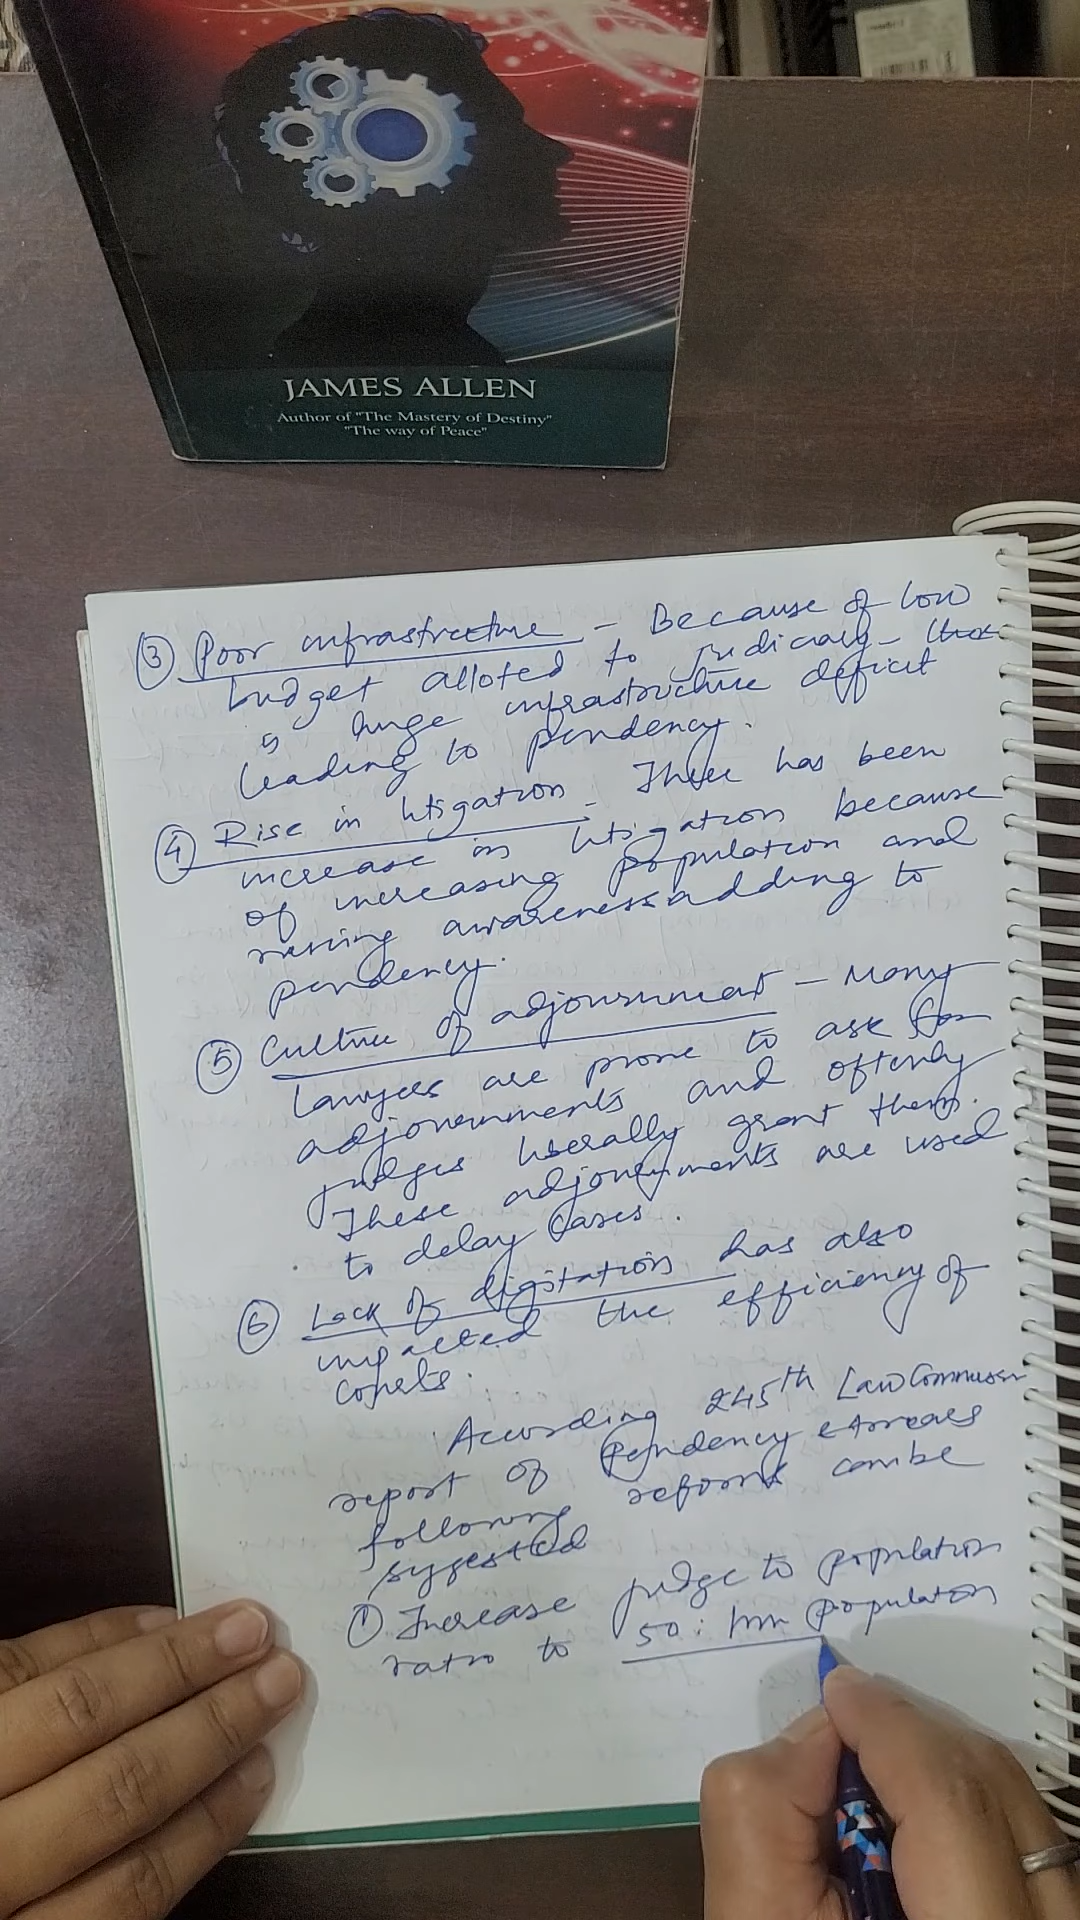 JAMES ALLEN
Author of "The Mastery of Destiny"
"The way of Peace"
③ Poor infrastructure - Because of low
budget alloted to judiciary - there
is huge infrastructure deficit
leading to pendency.
④ Rise in litigation - There has been
increase in litigation because
of increasing population and
awareness adding to
pendency.
⑤ Culture of adjournment - Many
Lawyers are prone to ask for
adjournments and oftenly
judges liberally grant them.
These adjournments are used
to delay cases.
⑥ Lack of digitation has also
impacted the efficiency of
courts.
According 245th Law Commission
report of Pendency & Arrears
following reforms can be
suggested
① Increase judge to population
ratio to 50: population